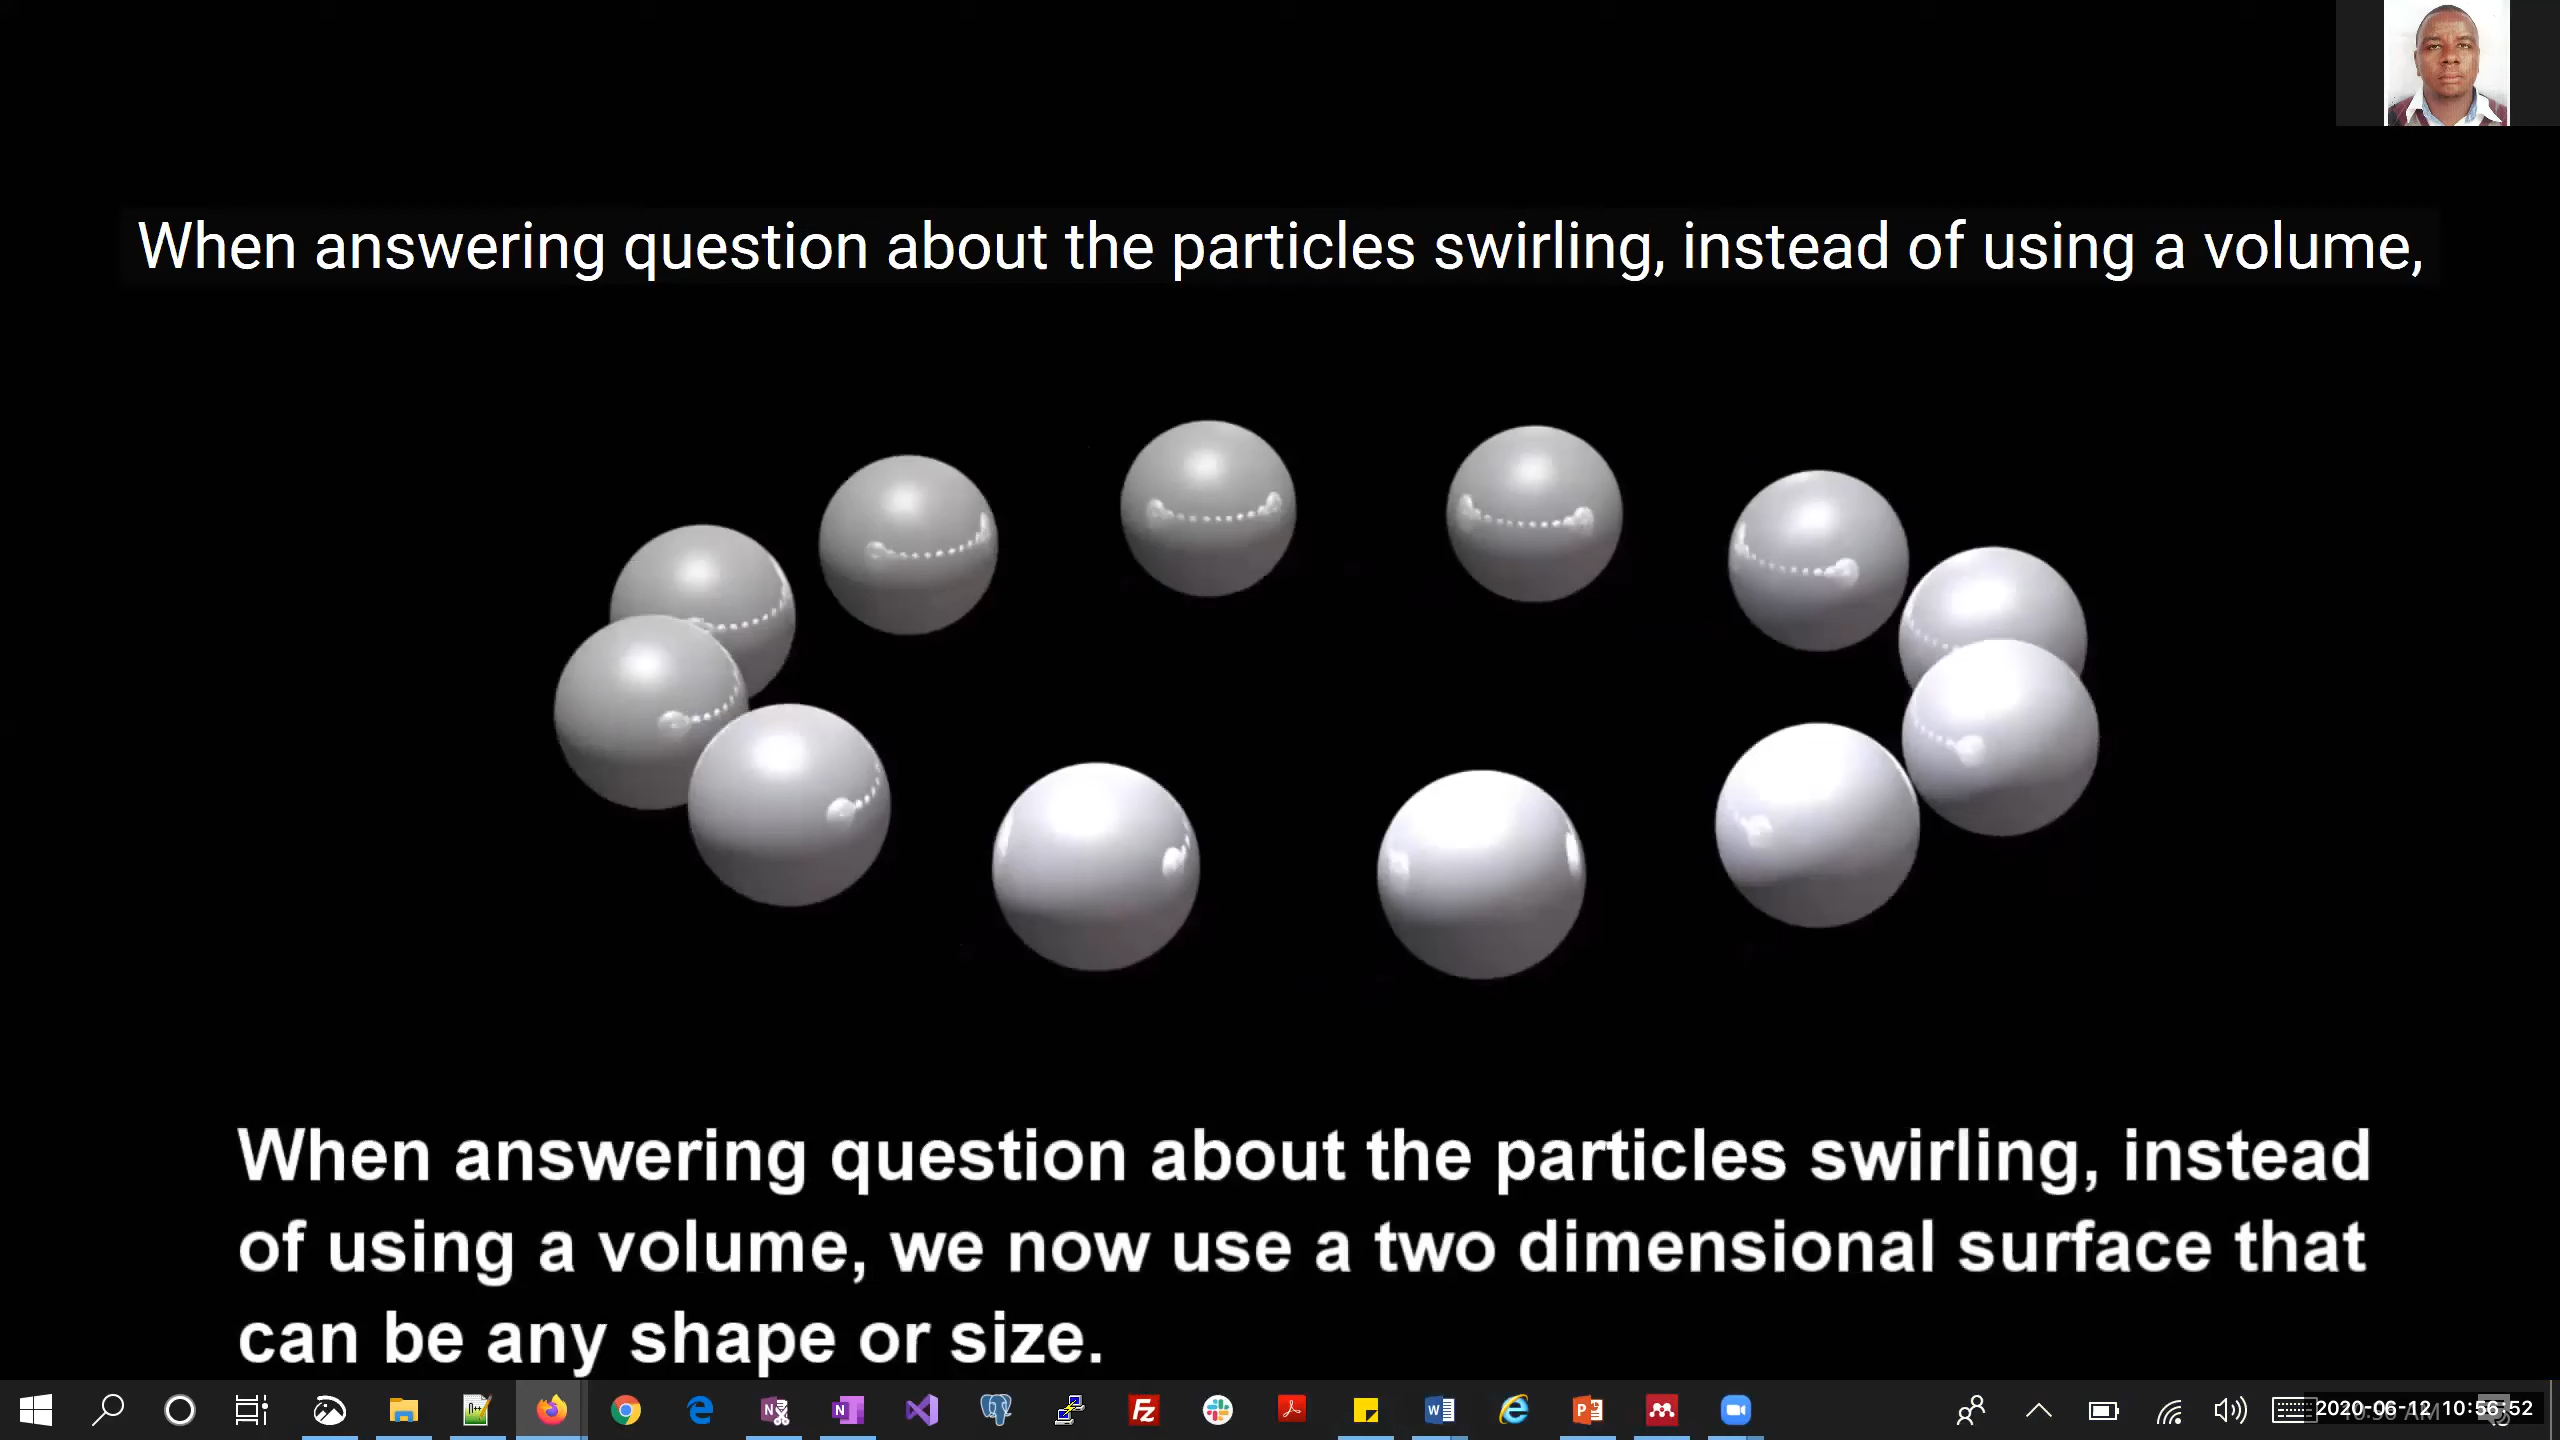 When answering question about the particles swirling, instead of using a volume,
When answering question about the particles swirling, instead
of using a volume, we now use a two dimensional surface that
can be any shape or size.
2020-06-12 10:56:52